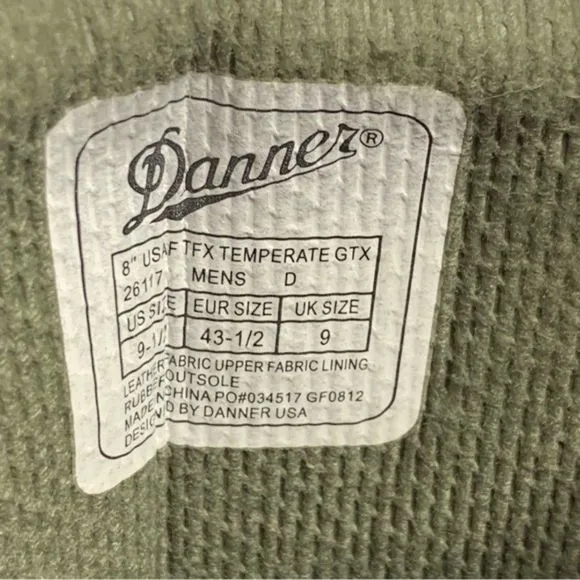 Danner®
8" USAF TFX TEMPERATE GTX
26117 MENS D
US SIZE EUR SIZE UK SIZE
9-1/2 43-1/2 9
LEATHER FABRIC UPPER FABRIC LINING
RUBBER OUTSOLE
MADE IN CHINA PO#034517 GF0812
DESIGNED BY DANNER USA